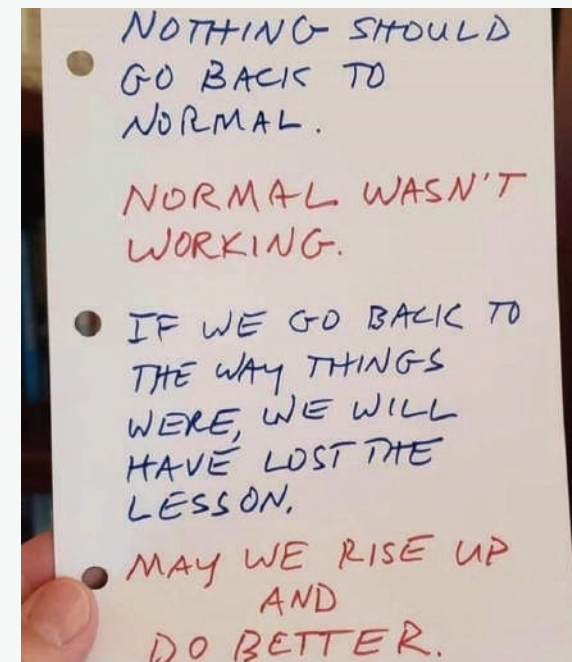 NOTHING SHOULD
GO BACK TO
NORMAL.
NORMAL WASN'T
WORKING.
IF WE GO BACK TO
THE WAY THINGS
WERE, WE WILL
HAVE LOST THE
LESSON.
MAY WE RISE UP
AND
DO BETTER.